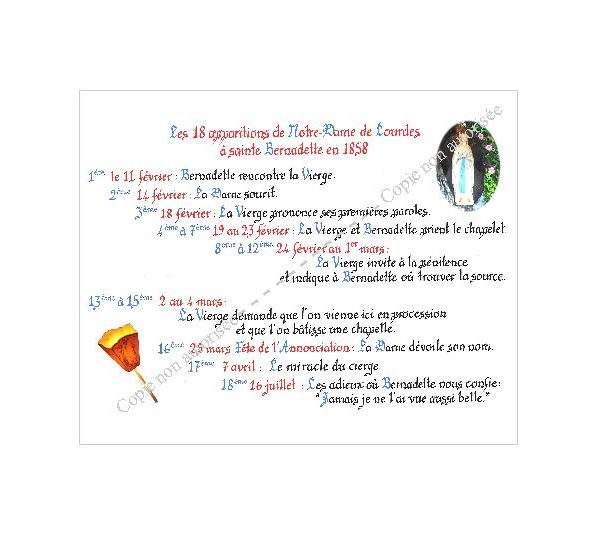 Les 18 apparitions de Notre-Dame de Lourdes
à sainte Bernadette en 1858
1ère le 11 février : Bernadette rencontre la Vierge.
2ème 14 février : La Dame sourit.
3ème 18 février : La Vierge prononce ses premières paroles.
4ème à 7ème 19 au 23 février : La Vierge et Bernadette prient le chapelet
8ème à 12ème 24 février au 1er mars :
La Vierge invite à la pénitence
et indique à Bernadette où trouver la source.
13ème à 15ème 2 au 4 mars :
La Vierge demande que l'on vienne ici en procession
et que l'on bâtisse une chapelle.
16ème 25 mars Fête de l'Annonciation : La Dame dévoile son nom.
17ème 7 avril : Le miracle du cierge
18ème 16 juillet : Les adieux où Bernadette nous confie :
"Jamais je ne l'ai vue aussi belle."
Copie non autorisée - - - - - - - Copie non autorisée